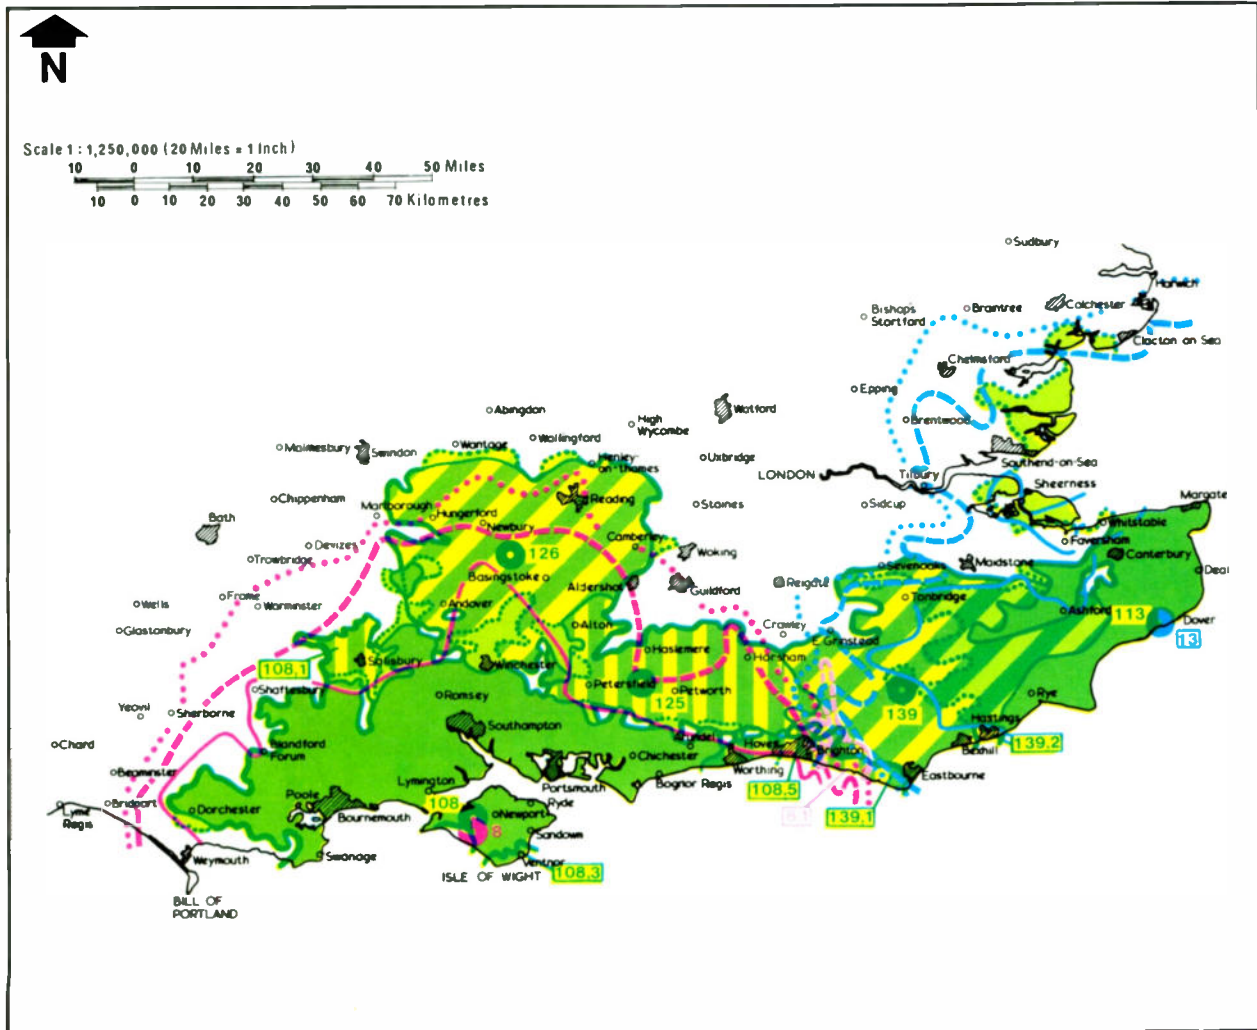 N
Scale 1 : 1,250,000 (20 Miles = 1 Inch)
10 0 10 20 30 40 50 Miles
10 0 10 20 30 40 50 60 70 Kilometres
Sudbury
Harwich
Bishops
Stortford
Braintree
Colchester
Clacton on Sea
Chelmsford
Epping
Abingdon
High
Wycombe
Watford
Brentwood
Malmesbury
Swindon
Wantage
Wallingford
Henley-
on-thames
Uxbridge
LONDON
Tilbury
Southend-on-Sea
Sheerness
Chippenham
Marlborough
Hungerford
Newbury
Reading
Staines
Sidcup
Margate
Whitstable
Bath
Devizes
Trowbridge
126
Camberley
Woking
Faversham
Canterbury
Sevenoaks
Maidstone
Deal
Basingstoke
Aldershot
Guildford
Reigate
Wells
Frome
Warminster
Andover
Tonbridge
Ashford
113
Dover
13
Glastonbury
Alton
Crawley
E. Grinstead
108.1
Salisbury
Winchester
Haslemere
Horsham
Shaftesbury
Romsey
Petersfield
Petworth
125
139
Rye
Yeovil
Sherborne
Southampton
Hastings
Bexhill
139.2
Chard
Blandford
Forum
Chichester
Arundel
Hove
Brighton
Worthing
Eastbourne
Beaminster
Lymington
Portsmouth
Bognor Regis
108.5
6.1
139.1
Bridport
Lyme
Regis
Dorchester
Poole
Bournemouth
108
Ryde
Newport
8
Sandown
Weymouth
Swanage
Ventnor
ISLE OF WIGHT
108.3
BILL OF
PORTLAND